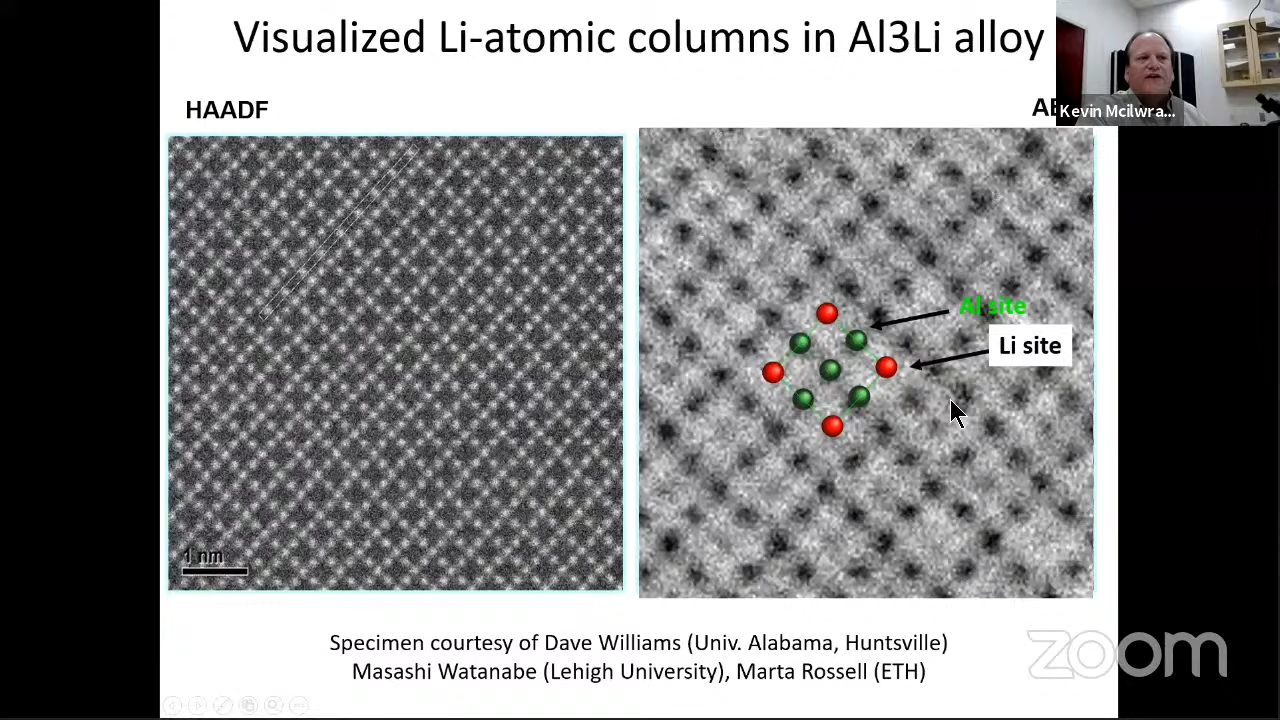 Visualized Li-atomic columns in Al3Li alloy
HAADF
Kevin Mcilwra...
Al site
Li site
1 nm
Specimen courtesy of Dave Williams (Univ. Alabama, Huntsville)
Masashi Watanabe (Lehigh University), Marta Rossell (ETH)
zoom